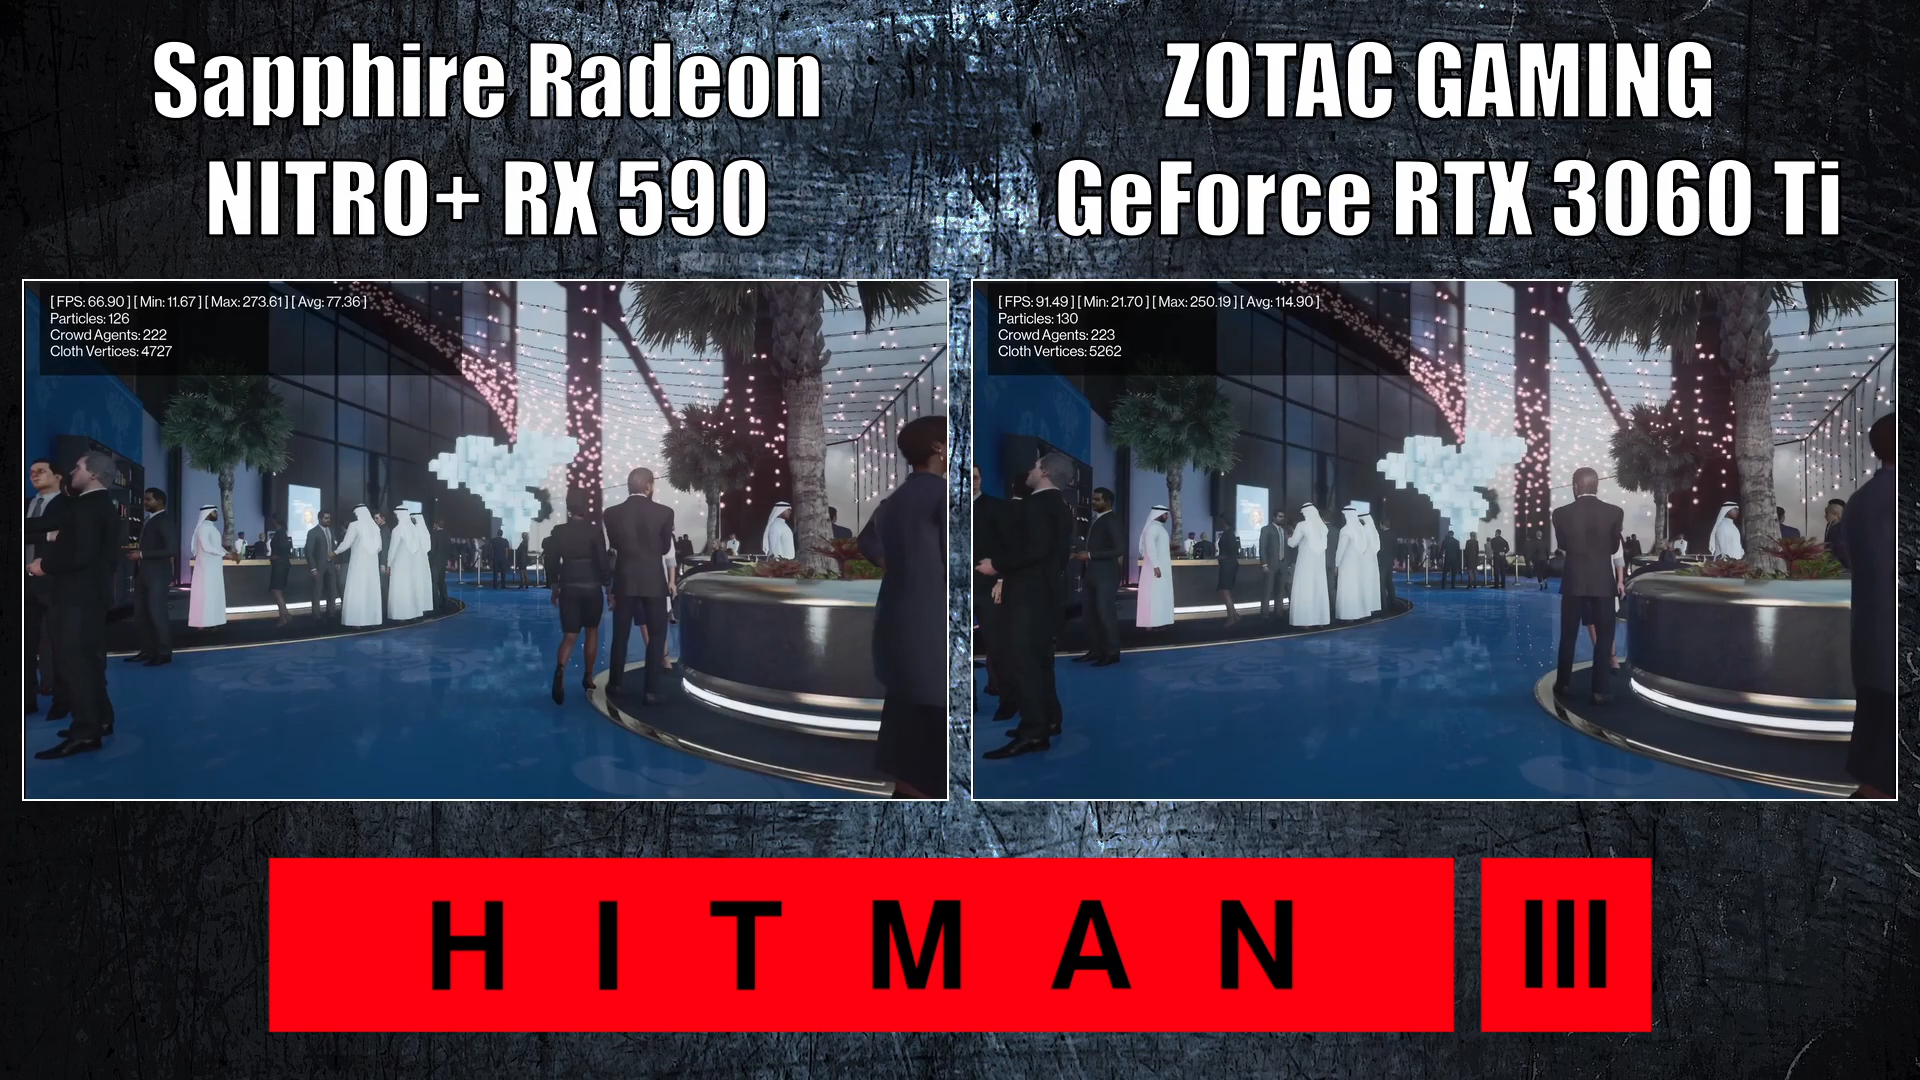 Sapphire Radeon
NITRO+ RX 590
ZOTAC GAMING
GeForce RTX 3060 Ti
[ FPS: 66.90 ] [ Min: 11.67 ] [ Max: 273.61 ] [ Avg: 77.36 ]
Particles: 126
Crowd Agents: 222
Cloth Vertices: 4727
[ FPS: 91.49 ] [ Min: 21.70 ] [ Max: 250.19 ] [ Avg: 114.90 ]
Particles: 130
Crowd Agents: 223
Cloth Vertices: 5262
HITMAN III